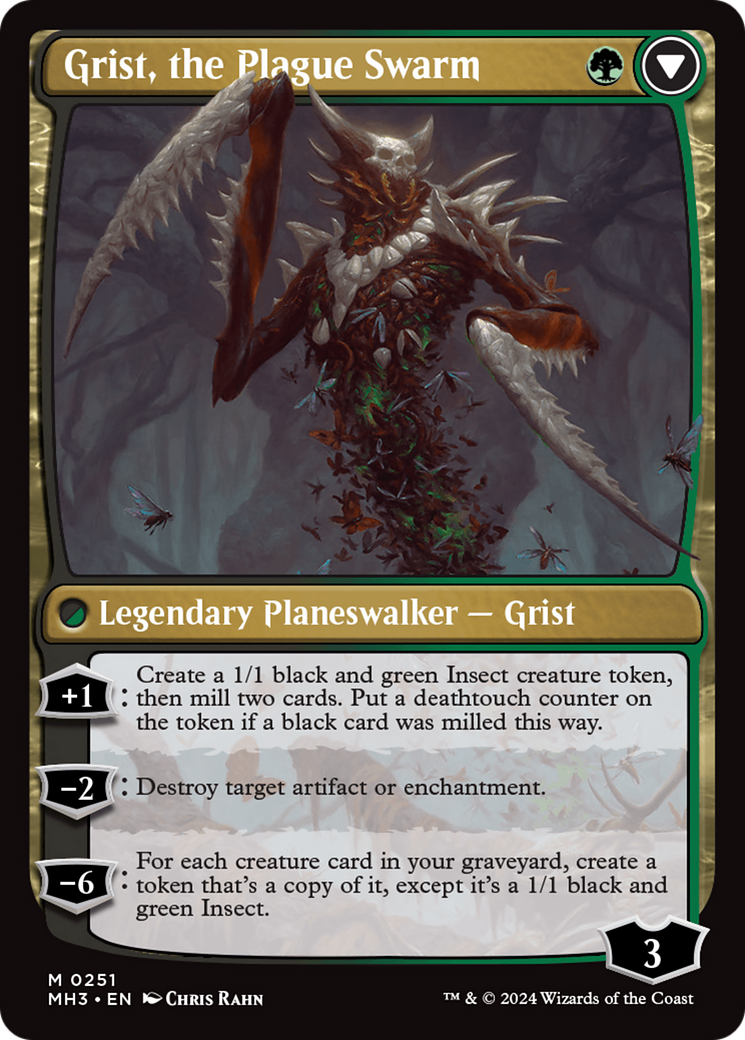 Grist, the Plague Swarm
Legendary Planeswalker — Grist
+1: Create a 1/1 black and green Insect creature token,
then mill two cards. Put a deathtouch counter on
the token if a black card was milled this way.
−2: Destroy target artifact or enchantment.
−6: For each creature card in your graveyard, create a
token that's a copy of it, except it's a 1/1 black and
green Insect.
3
M 0251
MH3 • EN Chris Rahn
™ & © 2024 Wizards of the Coast